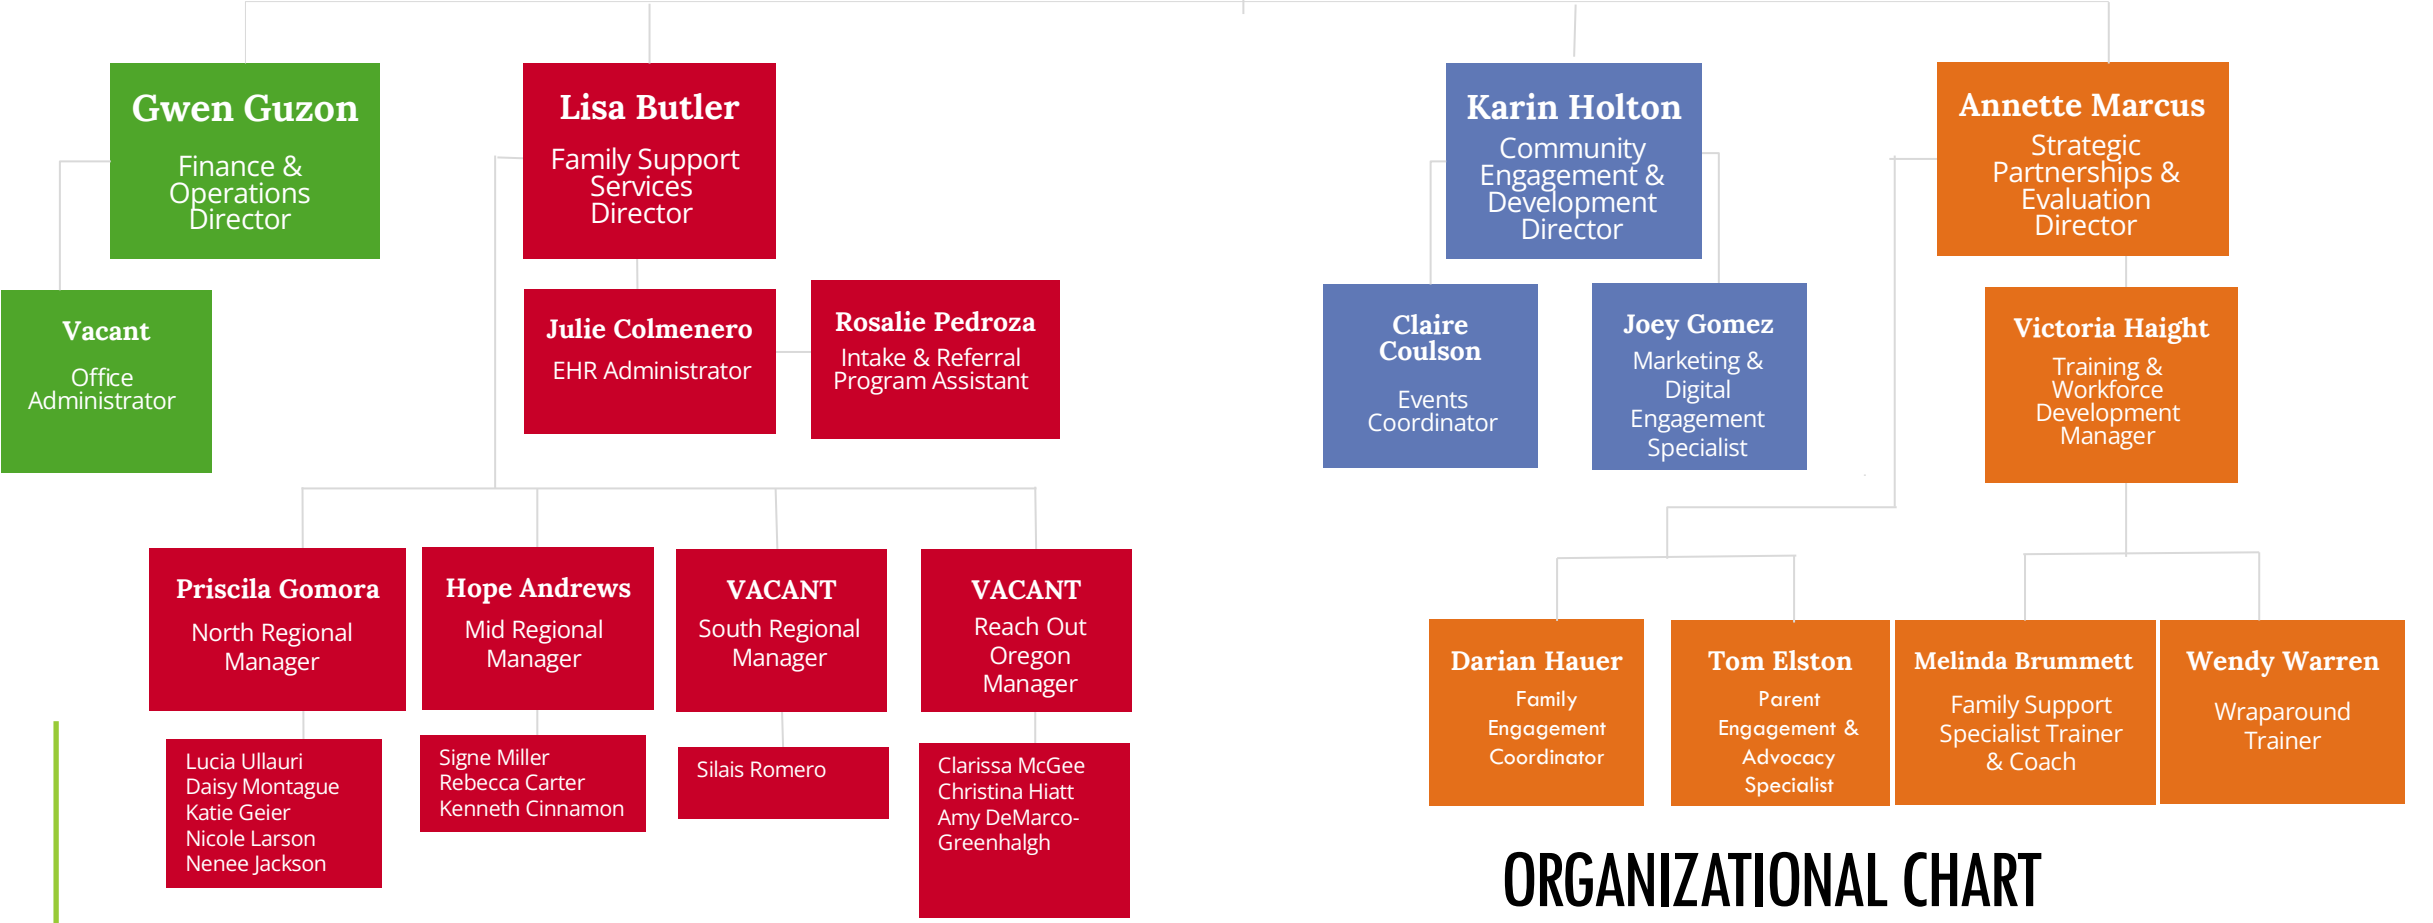 Gwen Guzon
Finance &
Operations
Director
Lisa Butler
Family Support
Services
Director
Karin Holton
Community
Engagement &
Development
Director
Annette Marcus
Strategic
Partnerships &
Evaluation
Director
Vacant
Office
Administrator
Julie Colmenero
EHR Administrator
Rosalie Pedroza
Intake & Referral
Program Assistant
Claire
Coulson
Events
Coordinator
Joey Gomez
Marketing &
Digital
Engagement
Specialist
Victoria Haight
Training &
Workforce
Development
Manager
Priscila Gomora
North Regional
Manager
Hope Andrews
Mid Regional
Manager
VACANT
South Regional
Manager
VACANT
Reach Out
Oregon
Manager
Darian Hauer
Family
Engagement
Coordinator
Tom Elston
Parent
Engagement &
Advocacy
Specialist
Melinda Brummett
Family Support
Specialist Trainer
& Coach
Wendy Warren
Wraparound
Trainer
Lucia Ullauri
Daisy Montague
Katie Geier
Nicole Larson
Nenee Jackson
Signe Miller
Rebecca Carter
Kenneth Cinnamon
Silais Romero
Clarissa McGee
Christina Hiatt
Amy DeMarco-
Greenhalgh
ORGANIZATIONAL CHART